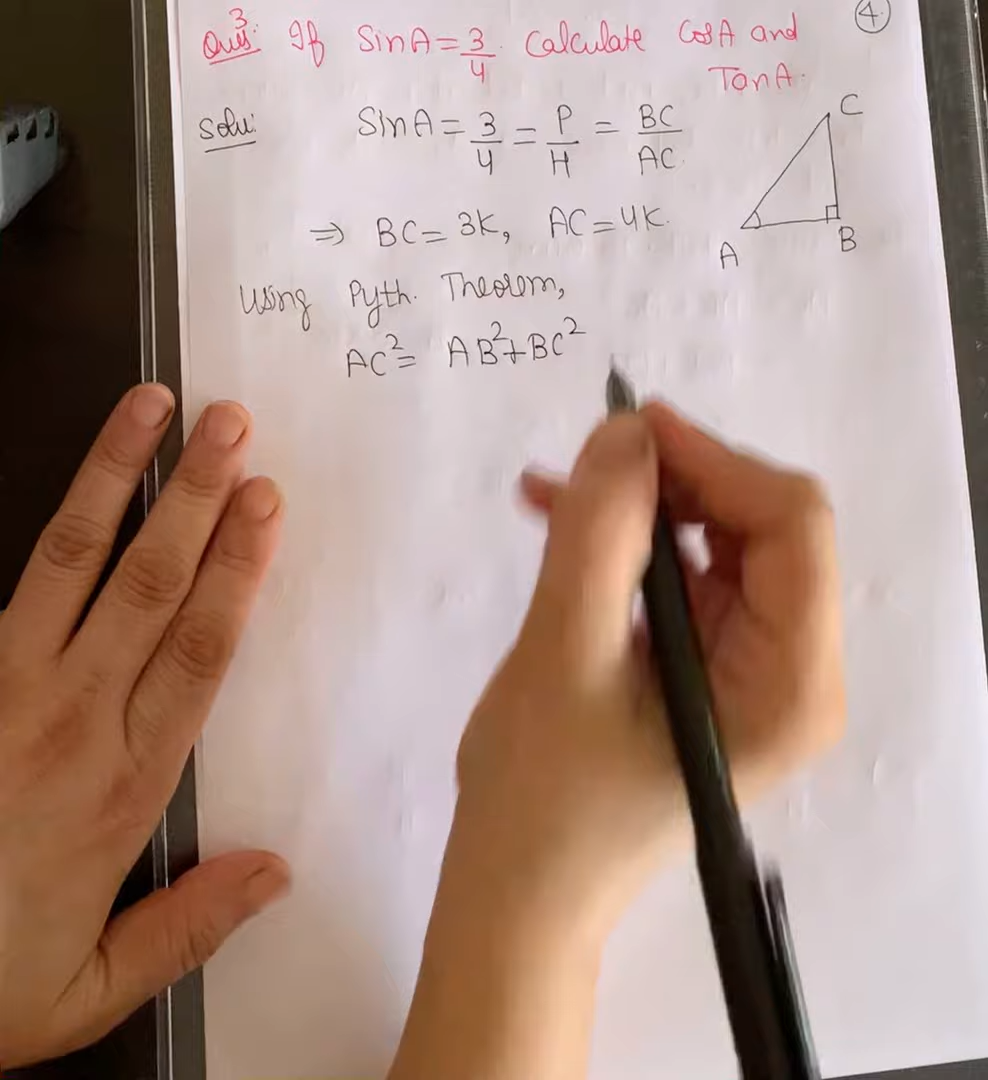 ④
Ques 3: If SinA = 3/4. Calculate CosA and
TanA.
Solu: SinA = 3/4 = P/H = BC/AC.
⇒ BC = 3K, AC = 4K.
Using Pyth. Theorem,
AC² = AB² + BC²
C
A
B